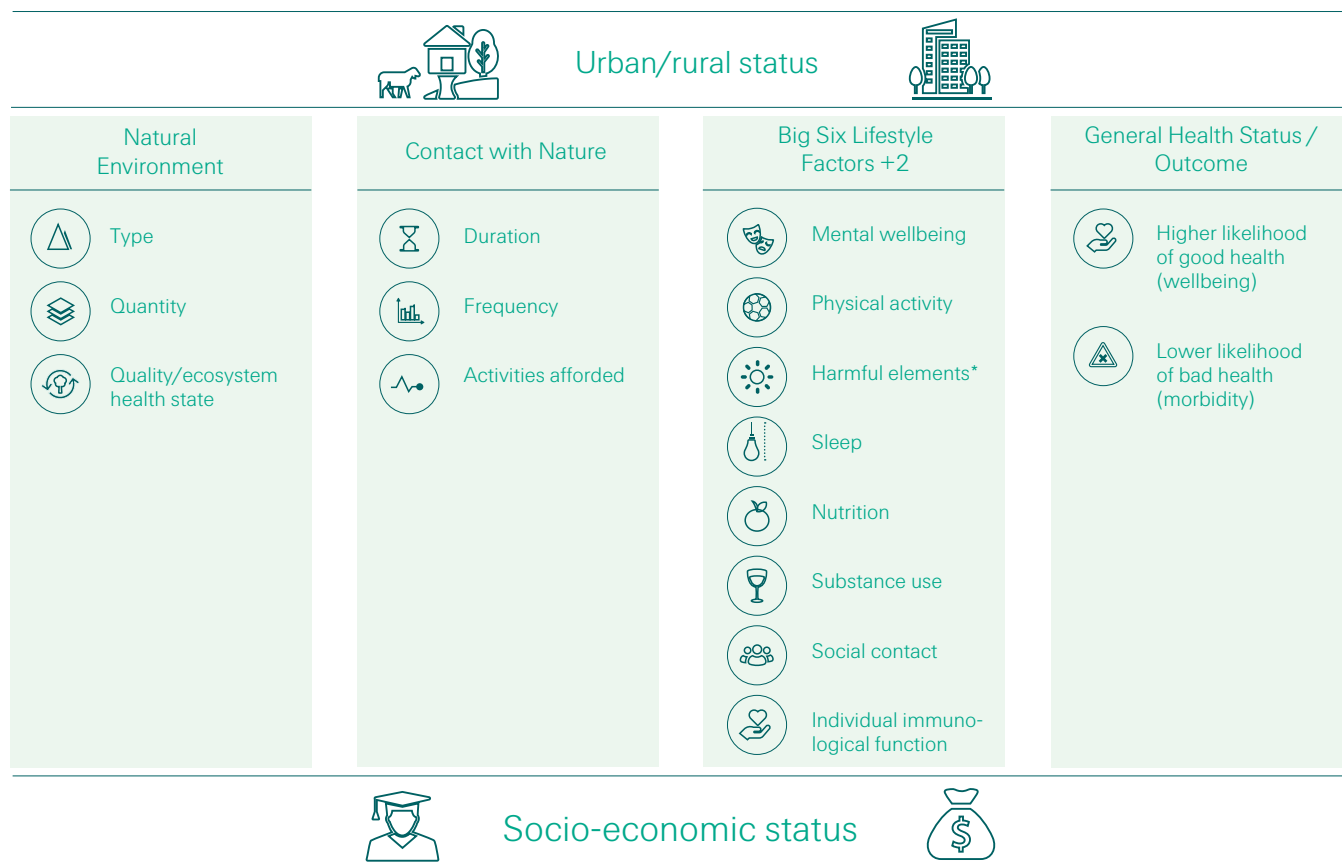 Urban/rural status
Natural
Environment
Type
Quantity
Quality/ecosystem
health state
Contact with Nature
Duration
Frequency
Activities afforded
Big Six Lifestyle
Factors +2
Mental wellbeing
Physical activity
Harmful elements*
Sleep
Nutrition
Substance use
Social contact
Individual immuno-
logical function
General Health Status /
Outcome
Higher likelihood
of good health
(wellbeing)
Lower likelihood
of bad health
(morbidity)
Socio-economic status
$